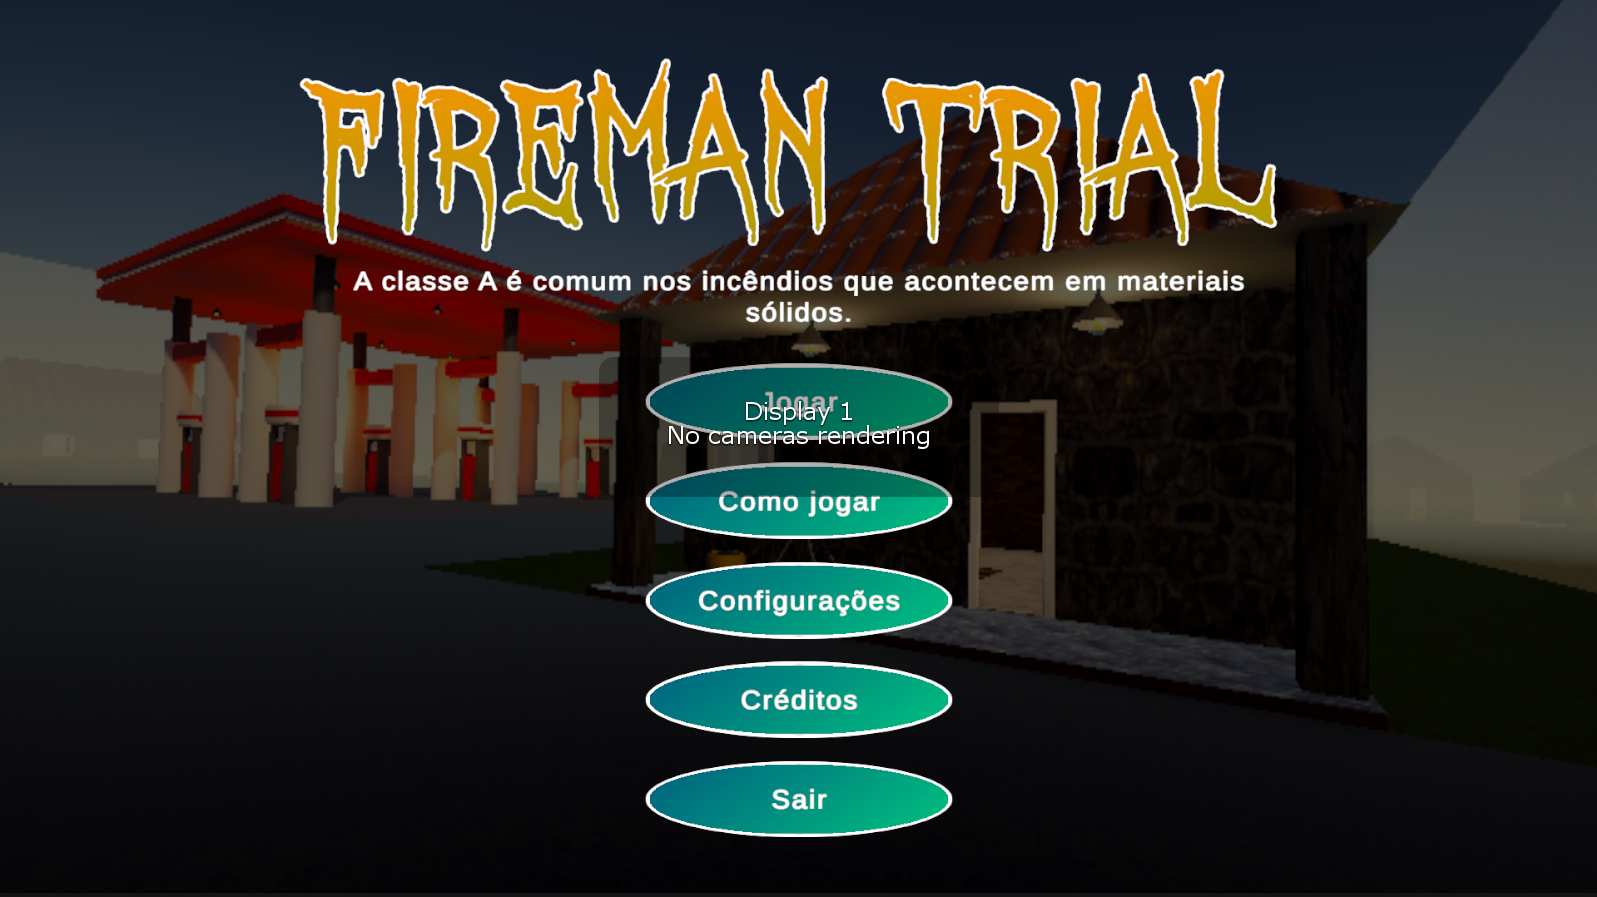 FIREMAN TRIAL
A classe A é comum nos incêndios que acontecem em materiais
sólidos.
Jogar
Display 1
No cameras rendering
Como jogar
Configurações
Créditos
Sair